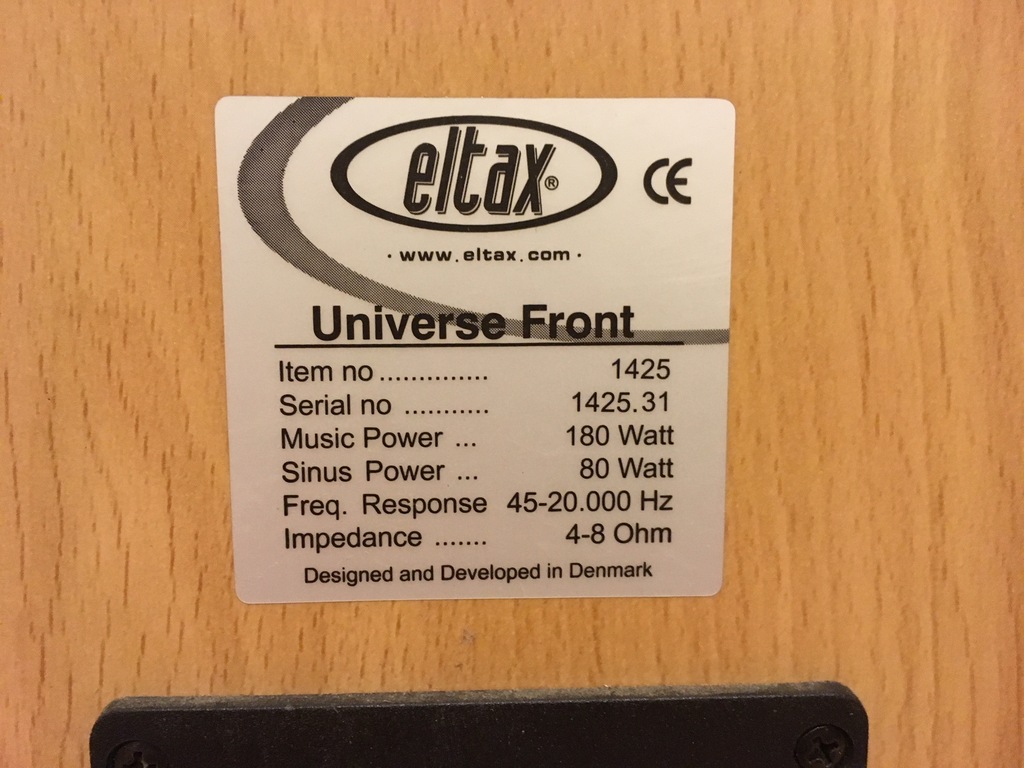 eltax®
CE
· www.eltax.com ·
Universe Front
Item no .............. 1425
Serial no ........... 1425.31
Music Power ... 180 Watt
Sinus Power ... 80 Watt
Freq. Response 45-20.000 Hz
Impedance ....... 4-8 Ohm
Designed and Developed in Denmark